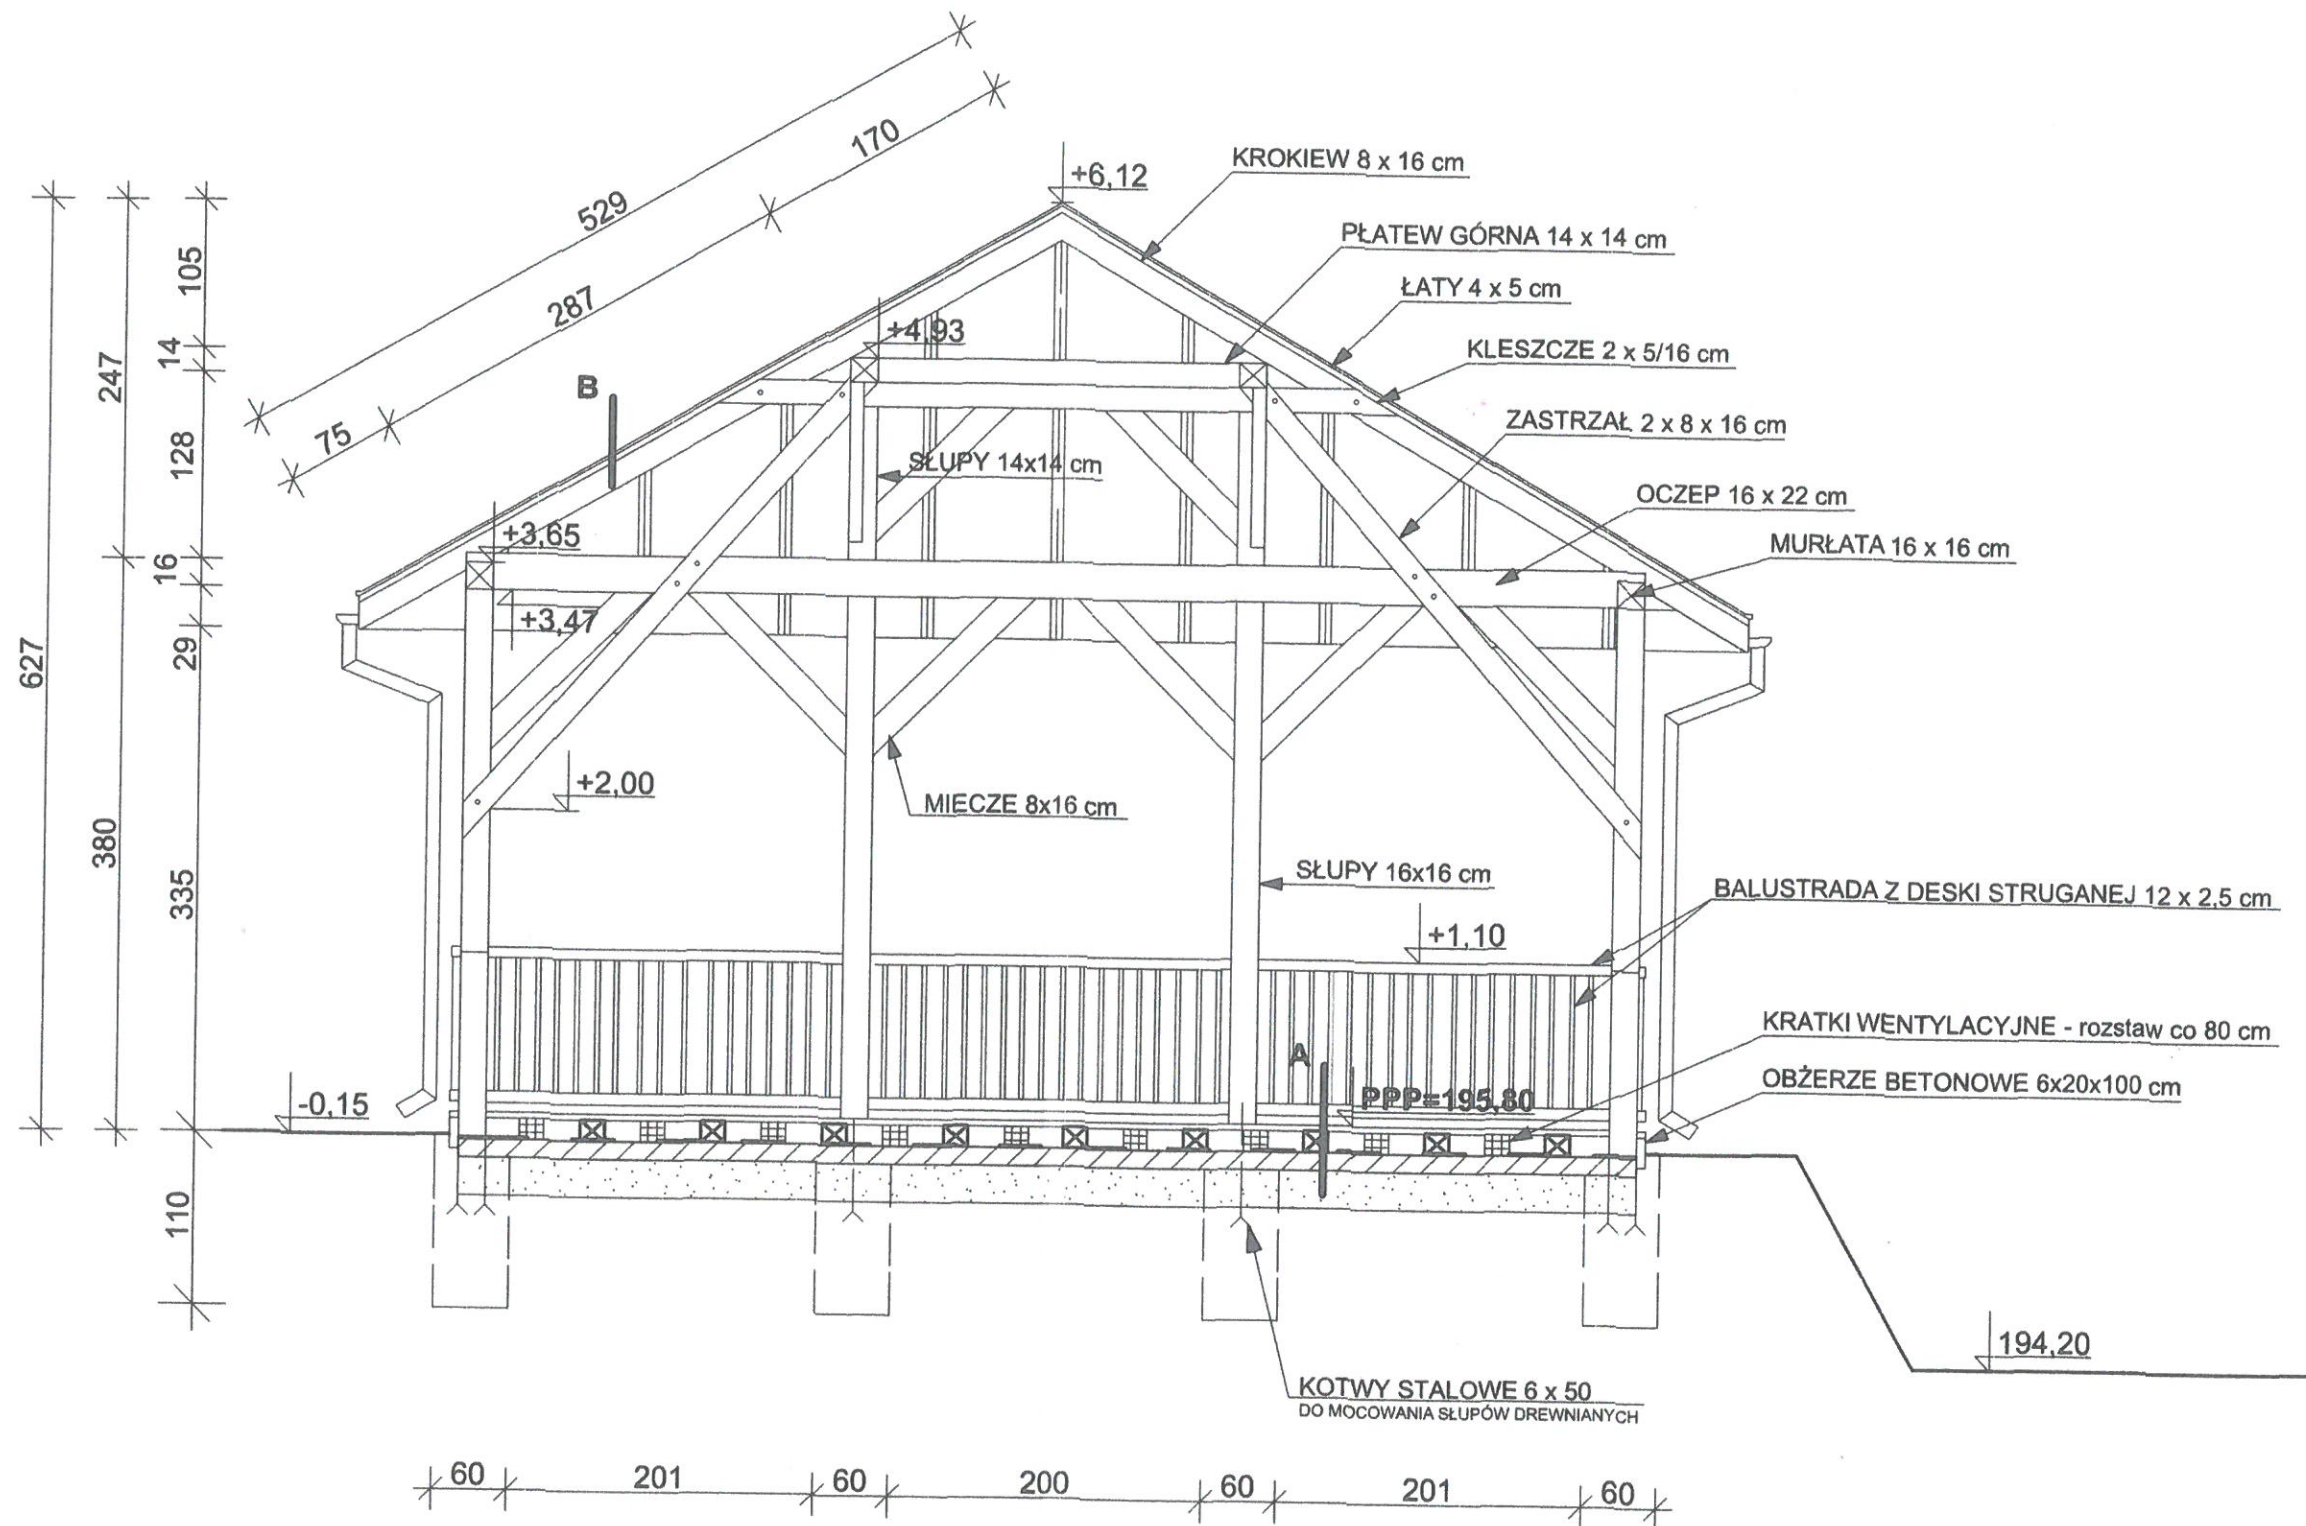 529
170
287
75
105
14
247
128
16
29
627
380
335
110
+6,12
KROKIEW 8 x 16 cm
PŁATEW GÓRNA 14 x 14 cm
ŁATY 4 x 5 cm
+4,93
KLESZCZE 2 x 5/16 cm
B
ZASTRZAŁ 2 x 8 x 16 cm
SŁUPY 14x14 cm
OCZEP 16 x 22 cm
+3,65
MURŁATA 16 x 16 cm
+3,47
+2,00
MIECZE 8x16 cm
SŁUPY 16x16 cm
BALUSTRADA Z DESKI STRUGANEJ 12 x 2,5 cm
+1,10
KRATKI WENTYLACYJNE - rozstaw co 80 cm
A
OBŻERZE BETONOWE 6x20x100 cm
PPP=195,80
-0,15
194,20
KOTWY STALOWE 6 x 50
DO MOCOWANIA SŁUPÓW DREWNIANYCH
60
201
60
200
60
201
60